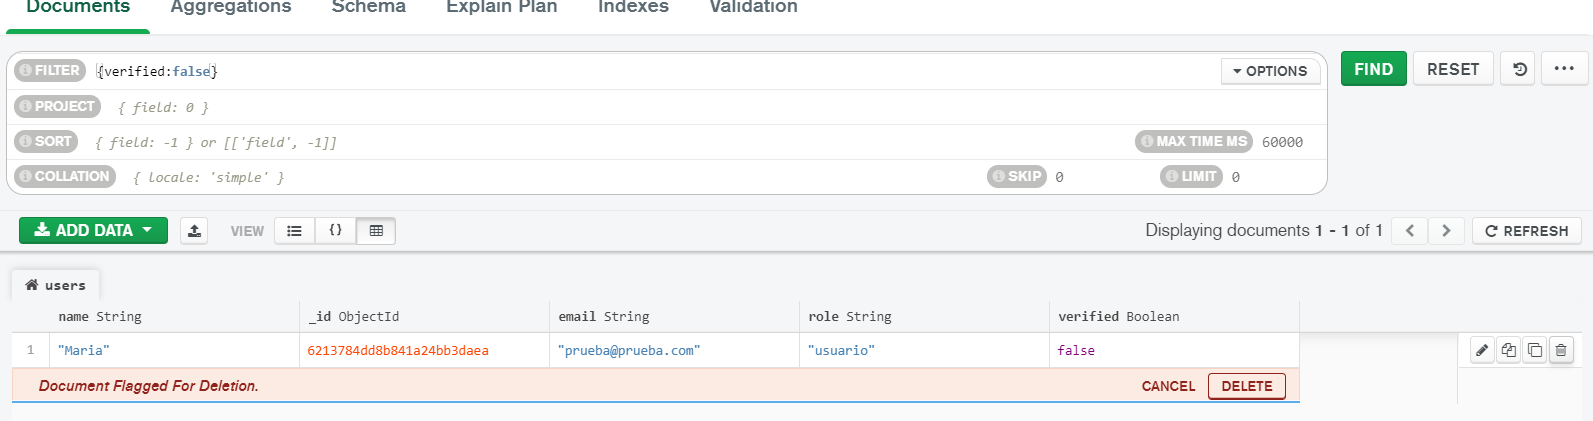 Documents Aggregations Schema Explain Plan Indexes Validation
FILTER {verified:false} OPTIONS FIND RESET
PROJECT { field: 0 }
SORT { field: -1 } or [['field', -1]] MAX TIME MS 60000
COLLATION { locale: 'simple' } SKIP 0 LIMIT 0
ADD DATA VIEW {} Displaying documents 1 - 1 of 1 REFRESH
users
name String _id ObjectId email String role String verified Boolean
1 "Maria" 6213784dd8b841a24bb3daea "prueba@prueba.com" "usuario" false
Document Flagged For Deletion. CANCEL DELETE